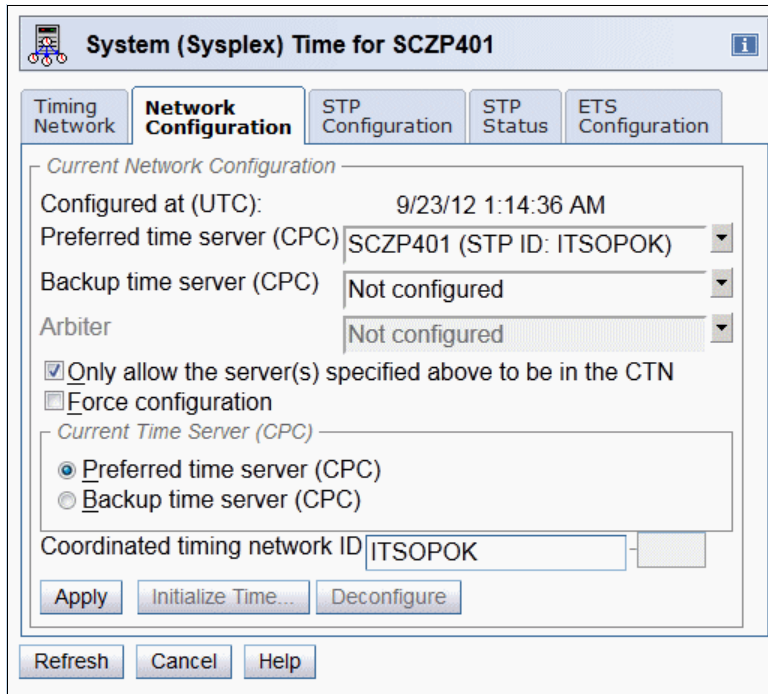 System (Sysplex) Time for SCZP401
i
Timing Network
Network Configuration
STP Configuration
STP Status
ETS Configuration
Current Network Configuration
Configured at (UTC): 9/23/12 1:14:36 AM
Preferred time server (CPC) SCZP401 (STP ID: ITSOPOK)
Backup time server (CPC) Not configured
Arbiter Not configured
Only allow the server(s) specified above to be in the CTN
Force configuration
Current Time Server (CPC)
Preferred time server (CPC)
Backup time server (CPC)
Coordinated timing network ID ITSOPOK -
Apply Initialize Time... Deconfigure
Refresh Cancel Help